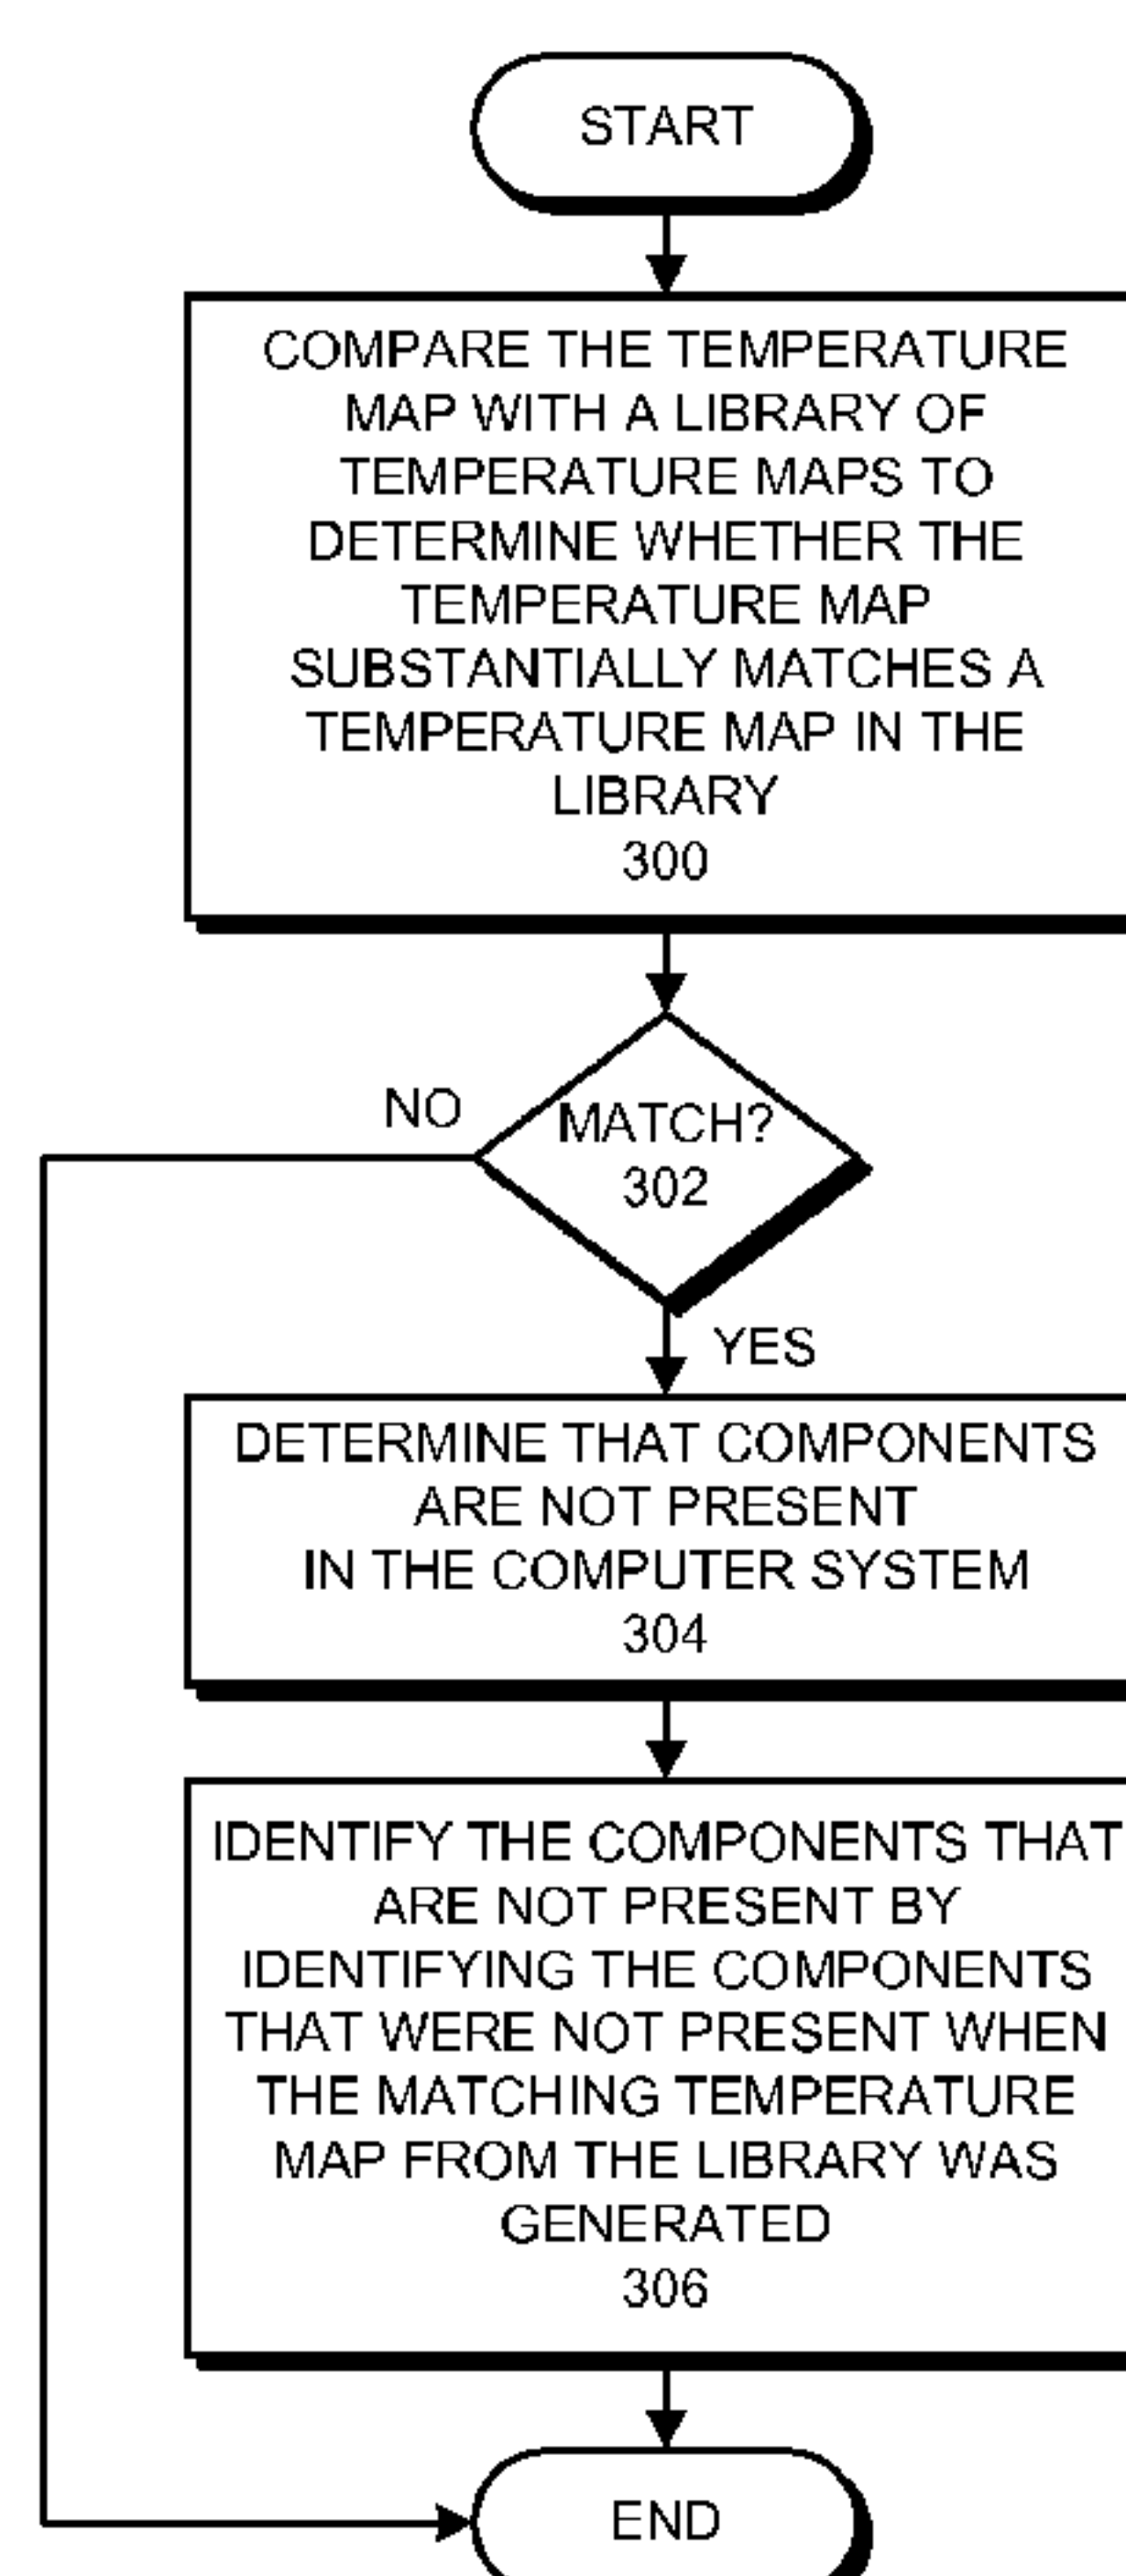 START
COMPARE THE TEMPERATURE
MAP WITH A LIBRARY OF
TEMPERATURE MAPS TO
DETERMINE WHETHER THE
TEMPERATURE MAP
SUBSTANTIALLY MATCHES A
TEMPERATURE MAP IN THE
LIBRARY
300
NO
MATCH?
302
YES
DETERMINE THAT COMPONENTS
ARE NOT PRESENT
IN THE COMPUTER SYSTEM
304
IDENTIFY THE COMPONENTS THAT
ARE NOT PRESENT BY
IDENTIFYING THE COMPONENTS
THAT WERE NOT PRESENT WHEN
THE MATCHING TEMPERATURE
MAP FROM THE LIBRARY WAS
GENERATED
306
END